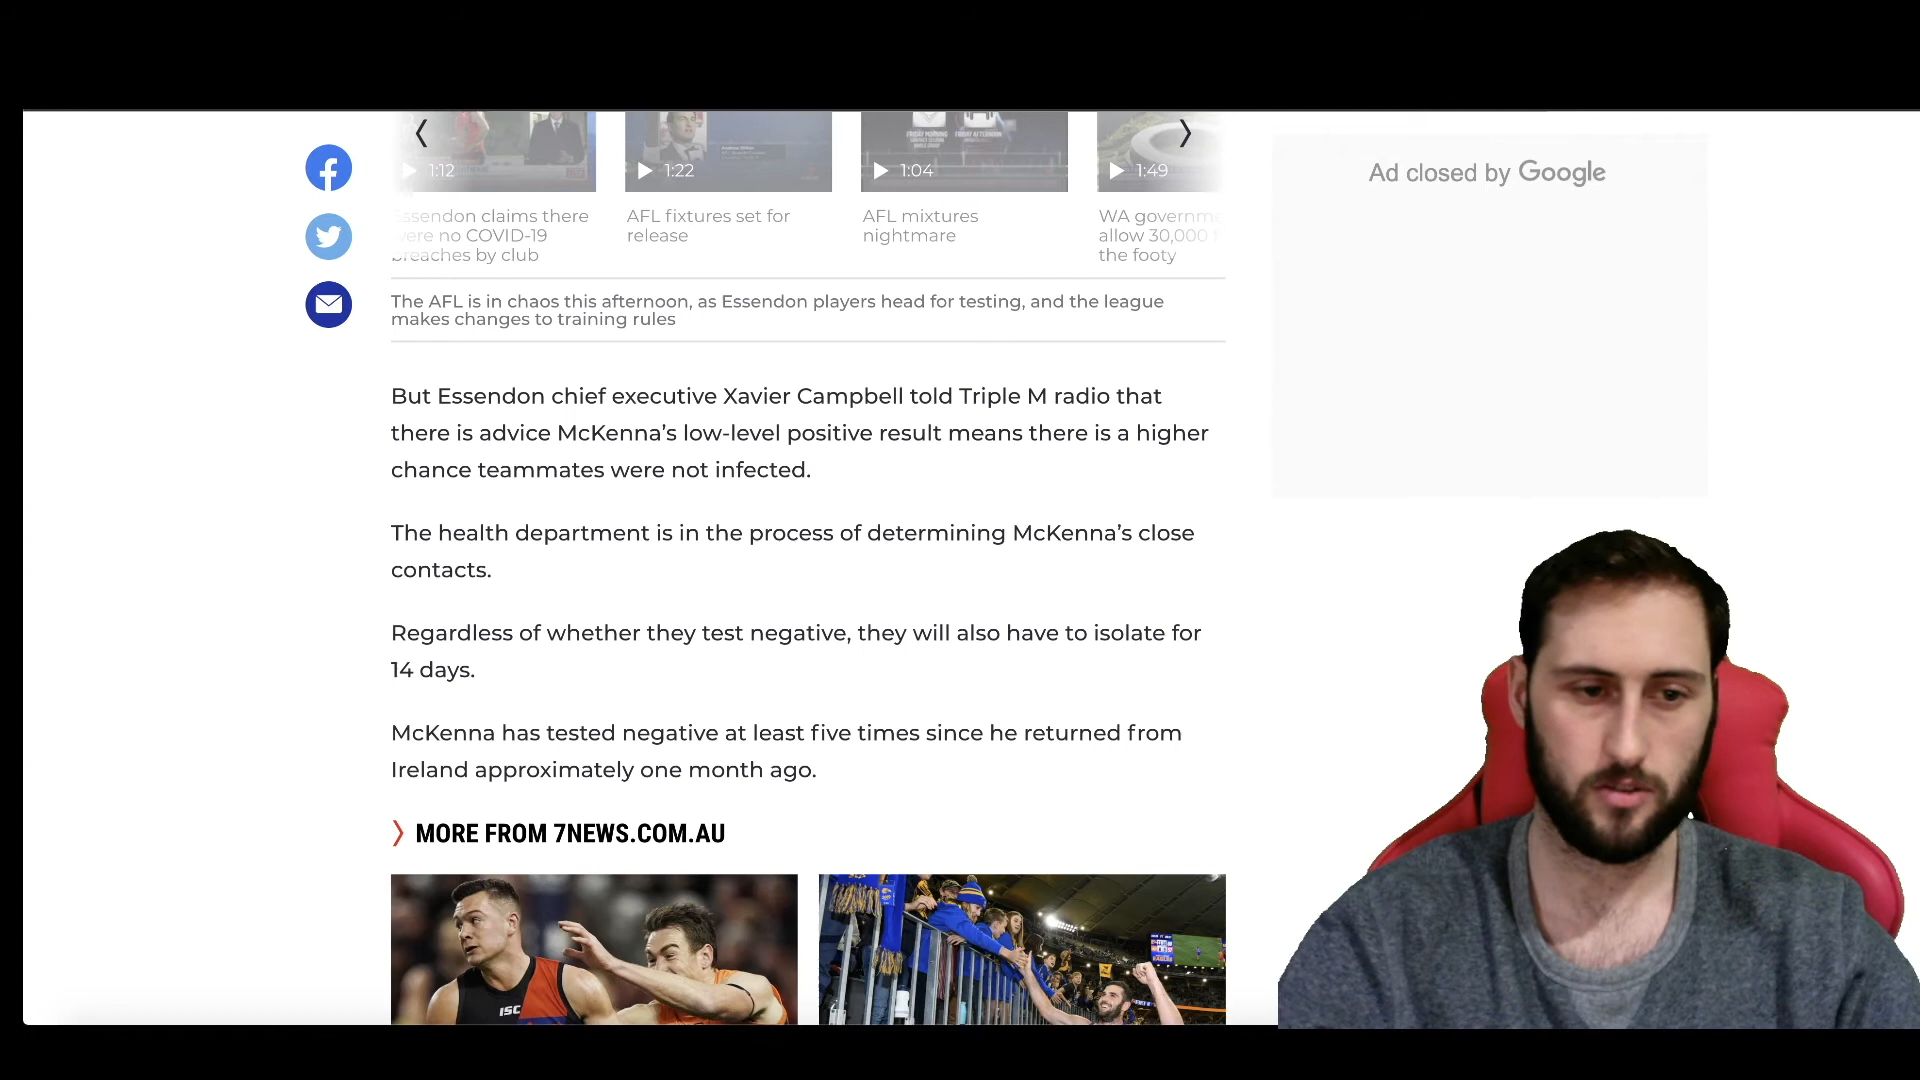 1:12
1:22
1:04
1:49
FRIDAY MORNING
FRIDAY AFTERNOON
Essendon claims there
were no COVID-19
breaches by club
AFL fixtures set for
release
AFL mixtures
nightmare
WA governme
allow 30,000 f
the footy
The AFL is in chaos this afternoon, as Essendon players head for testing, and the league
makes changes to training rules
Ad closed by Google
But Essendon chief executive Xavier Campbell told Triple M radio that
there is advice McKenna’s low-level positive result means there is a higher
chance teammates were not infected.
The health department is in the process of determining McKenna’s close
contacts.
Regardless of whether they test negative, they will also have to isolate for
14 days.
McKenna has tested negative at least five times since he returned from
Ireland approximately one month ago.
MORE FROM 7NEWS.COM.AU
ISC